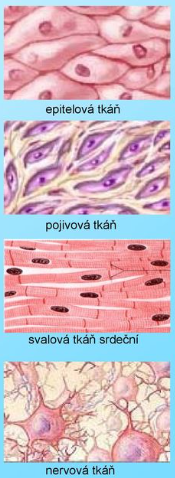 epitelová tkáň
pojivová tkáň
svalová tkáň srdeční
nervová tkáň